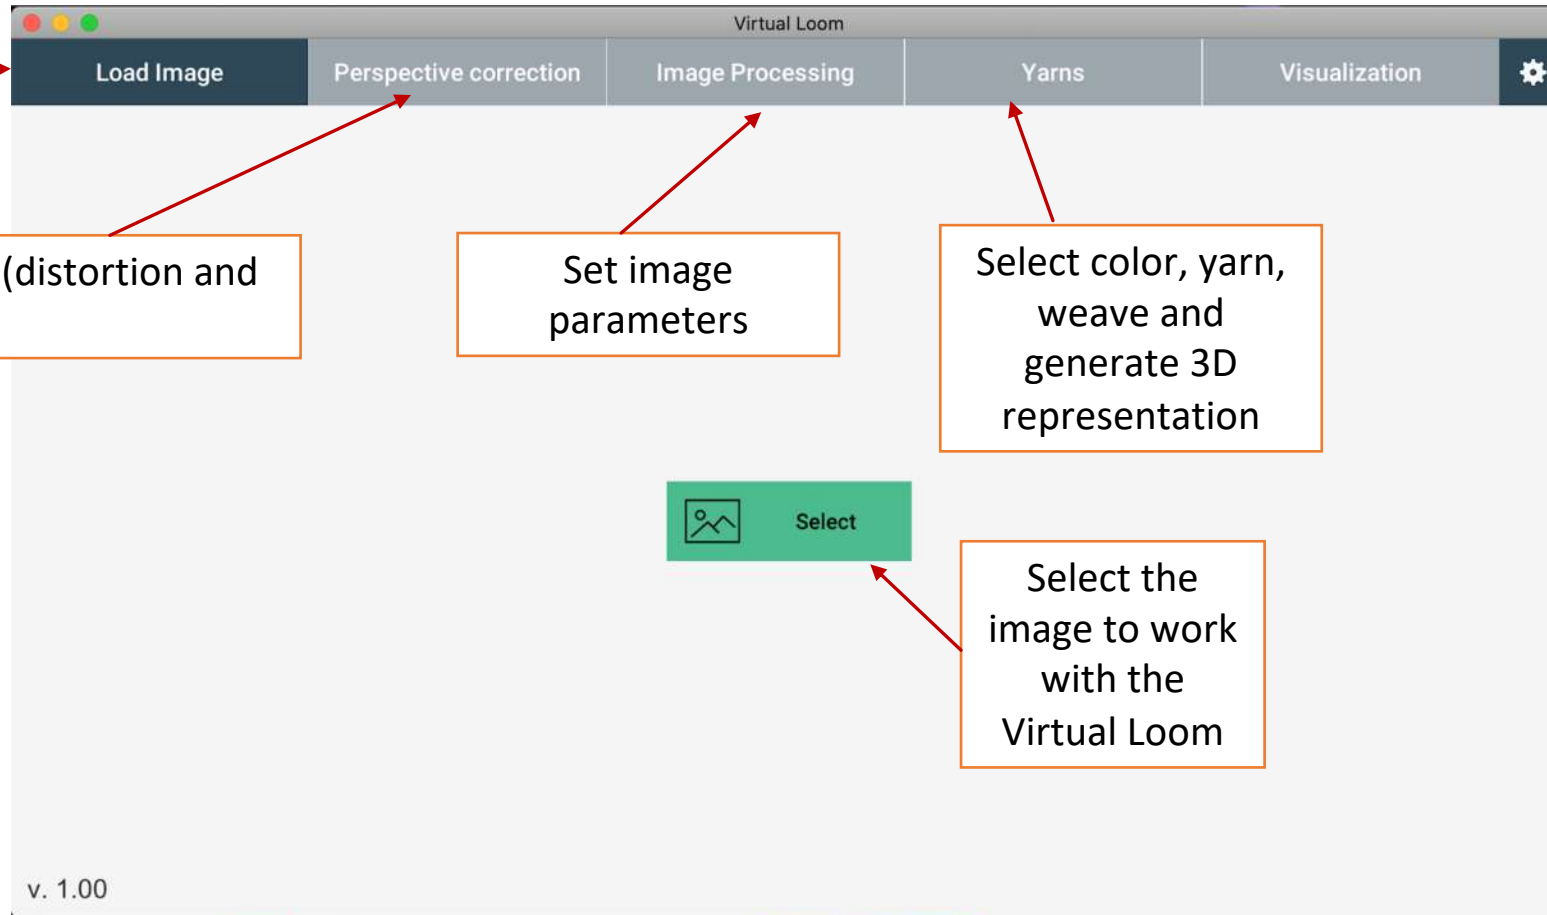 Virtual Loom
Load Image
Perspective correction
Image Processing
Yarns
Visualization
(distortion and
Set image
parameters
Select color, yarn,
weave and
generate 3D
representation
Select
Select the
image to work
with the
Virtual Loom
v. 1.00